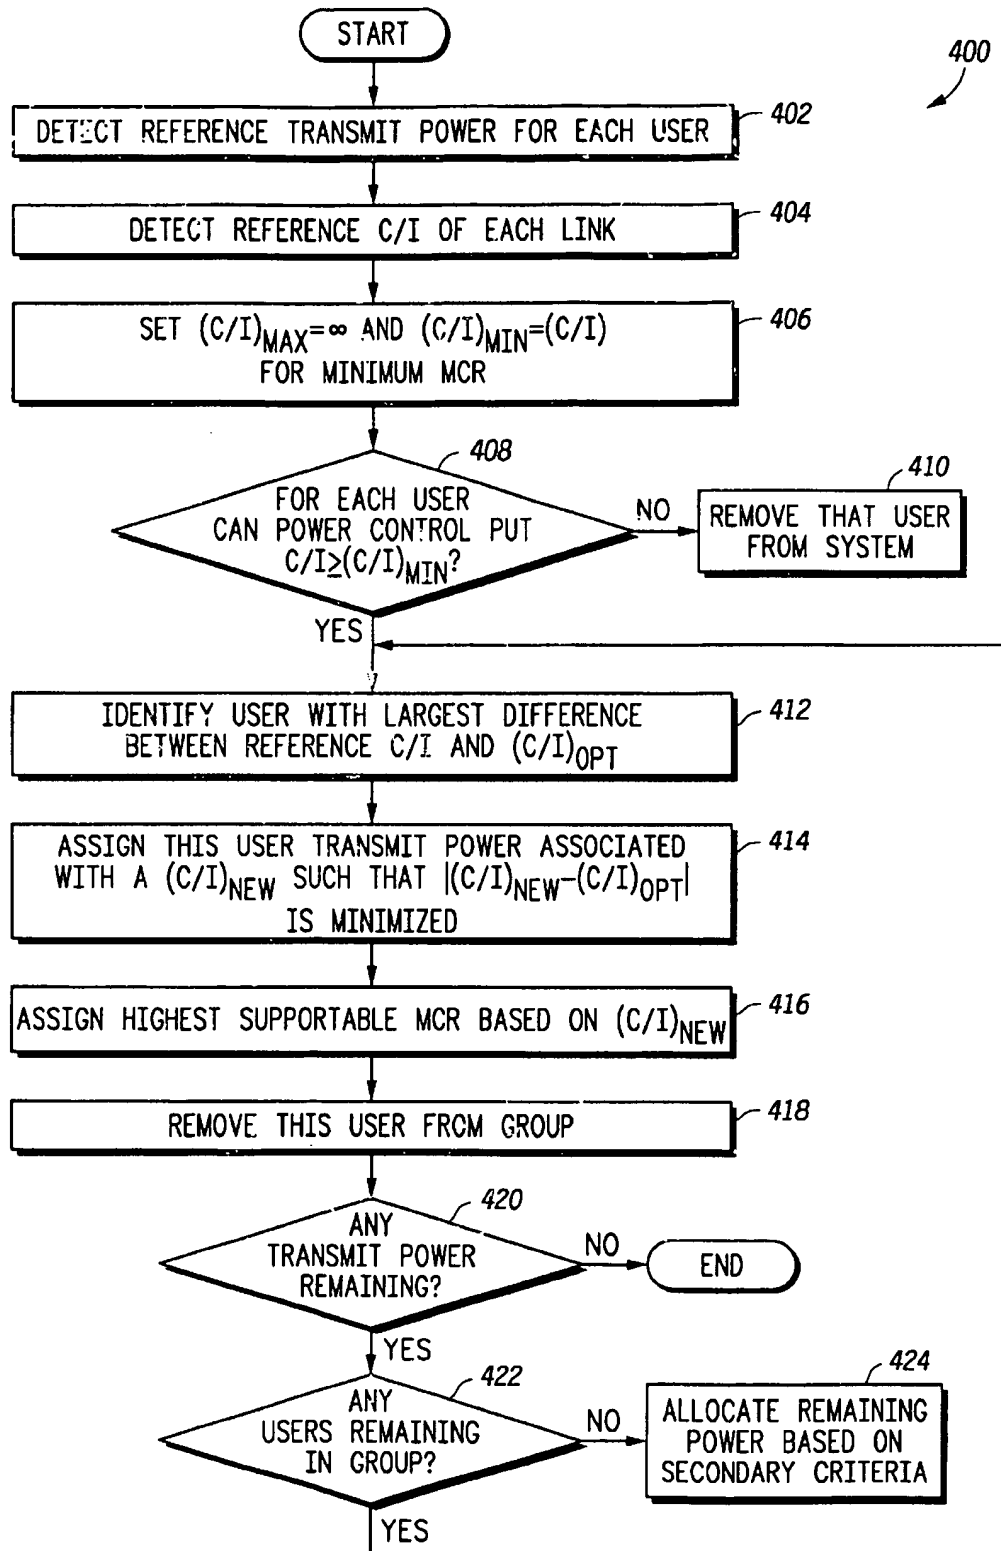 START
400
DETECT REFERENCE TRANSMIT POWER FOR EACH USER
402
DETECT REFERENCE C/I OF EACH LINK
404
SET (C/I)MAX=∞ AND (C/I)MIN=(C/I)
FOR MINIMUM MCR
406
408
FOR EACH USER
CAN POWER CONTROL PUT
C/I≥(C/I)MIN?
NO
410
REMOVE THAT USER
FROM SYSTEM
YES
IDENTIFY USER WITH LARGEST DIFFERENCE
BETWEEN REFERENCE C/I AND (C/I)OPT
412
ASSIGN THIS USER TRANSMIT POWER ASSOCIATED
WITH A (C/I)NEW SUCH THAT |(C/I)NEW-(C/I)OPT|
IS MINIMIZED
414
ASSIGN HIGHEST SUPPORTABLE MCR BASED ON (C/I)NEW
416
REMOVE THIS USER FROM GROUP
418
420
ANY
TRANSMIT POWER
REMAINING?
NO
END
YES
422
ANY
USERS REMAINING
IN GROUP?
NO
424
ALLOCATE REMAINING
POWER BASED ON
SECONDARY CRITERIA
YES